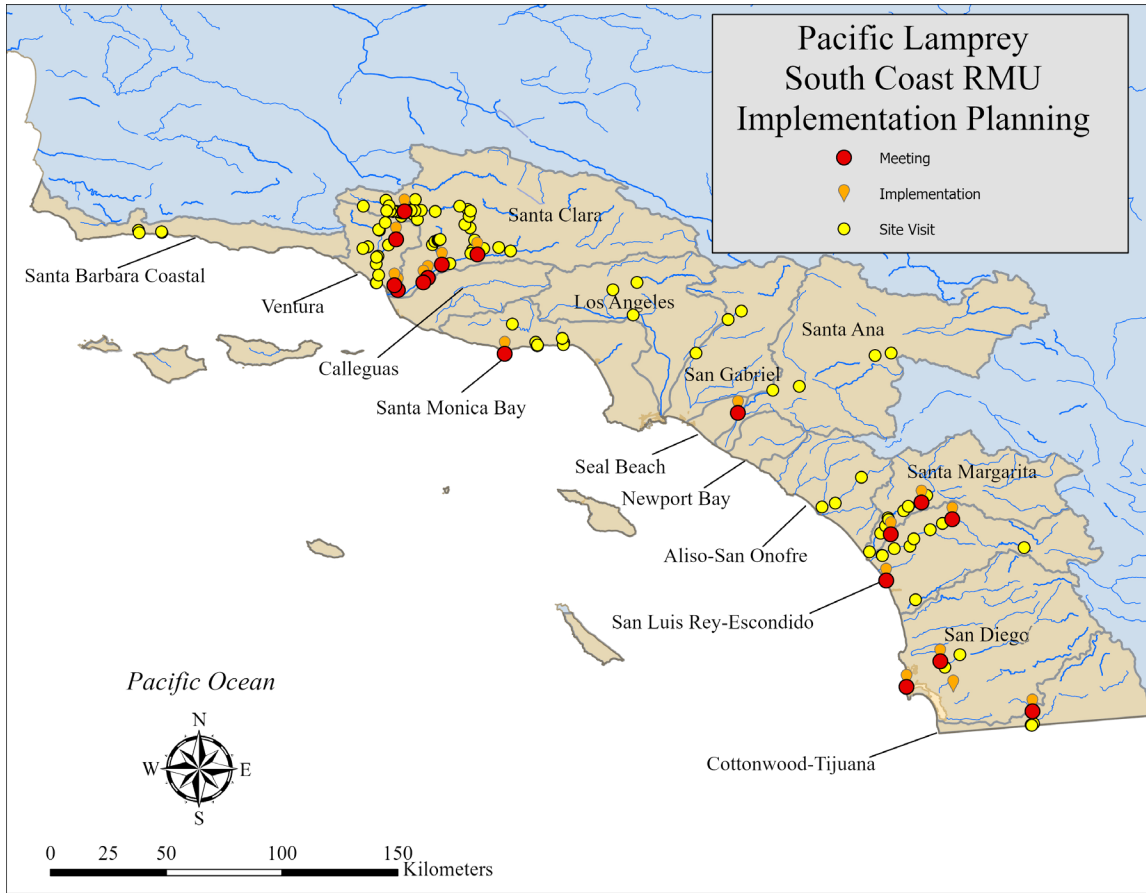 Pacific Lamprey
South Coast RMU
Implementation Planning
Meeting
Implementation
Site Visit
Santa Clara
Santa Barbara Coastal
Ventura
Los Angeles
Santa Ana
Calleguas
San Gabriel
Santa Monica Bay
Seal Beach
Santa Margarita
Newport Bay
Aliso-San Onofre
San Luis Rey-Escondido
San Diego
Pacific Ocean
N
W
E
S
Cottonwood-Tijuana
0 25 50 100 150
Kilometers